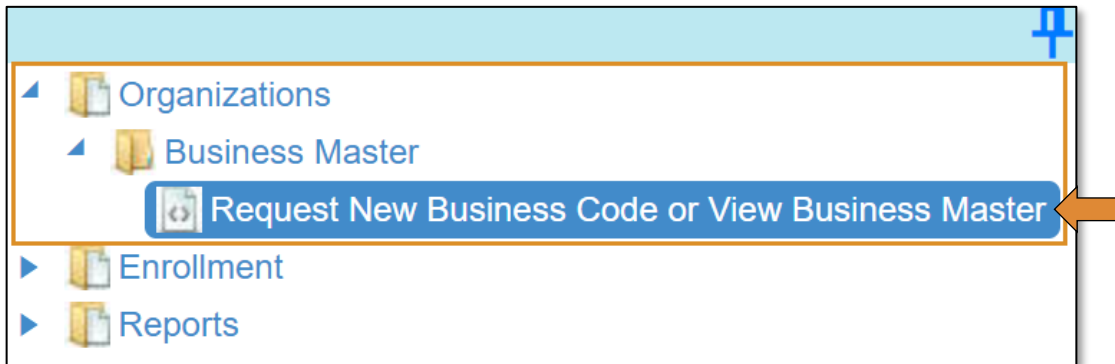 Organizations
Business Master
Request New Business Code or View Business Master
Enrollment
Reports